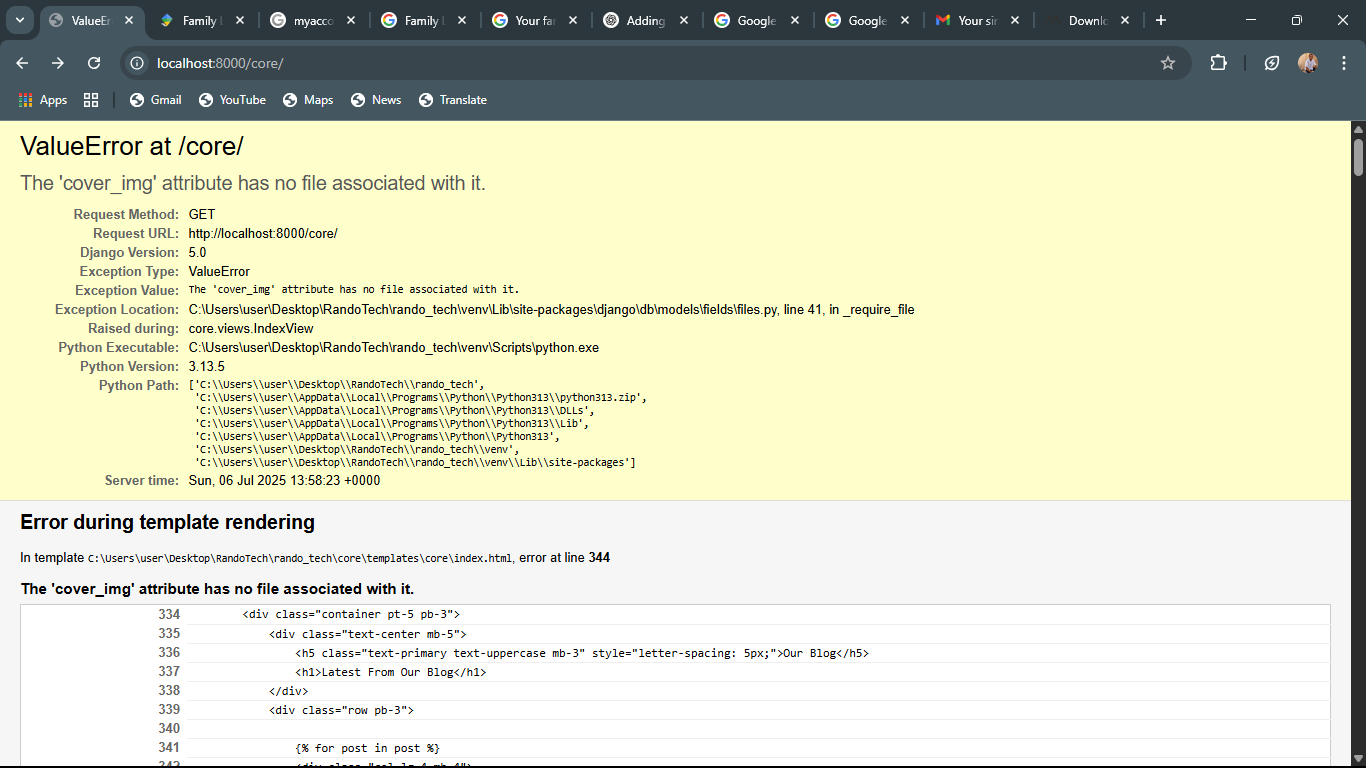 ValueEr
Family L
myacco
Family L
Your far
Adding
Google
Google
Your sin
Downlo
localhost:8000/core/
Apps
Gmail
YouTube
Maps
News
Translate
ValueError at /core/
The 'cover_img' attribute has no file associated with it.
Request Method: GET
Request URL: http://localhost:8000/core/
Django Version: 5.0
Exception Type: ValueError
Exception Value: The 'cover_img' attribute has no file associated with it.
Exception Location: C:\Users\user\Desktop\RandoTech\rando_tech\venv\Lib\site-packages\django\db\models\fields\files.py, line 41, in _require_file
Raised during: core.views.IndexView
Python Executable: C:\Users\user\Desktop\RandoTech\rando_tech\venv\Scripts\python.exe
Python Version: 3.13.5
Python Path: ['C:\\Users\\user\\Desktop\\RandoTech\\rando_tech',
'C:\\Users\\user\\AppData\\Local\\Programs\\Python\\Python313\\python313.zip',
'C:\\Users\\user\\AppData\\Local\\Programs\\Python\\Python313\\DLLs',
'C:\\Users\\user\\AppData\\Local\\Programs\\Python\\Python313\\Lib',
'C:\\Users\\user\\AppData\\Local\\Programs\\Python\\Python313',
'C:\\Users\\user\\Desktop\\RandoTech\\rando_tech\\venv',
'C:\\Users\\user\\Desktop\\RandoTech\\rando_tech\\venv\\Lib\\site-packages']
Server time: Sun, 06 Jul 2025 13:58:23 +0000
Error during template rendering
In template C:\Users\user\Desktop\RandoTech\rando_tech\core\templates\core\index.html, error at line 344
The 'cover_img' attribute has no file associated with it.
334 <div class="container pt-5 pb-3">
335 <div class="text-center mb-5">
336 <h5 class="text-primary text-uppercase mb-3" style="letter-spacing: 5px;">Our Blog</h5>
337 <h1>Latest From Our Blog</h1>
338 </div>
339 <div class="row pb-3">
340
341 {% for post in post %}
342 <div class="col-lg-4 mb-4">